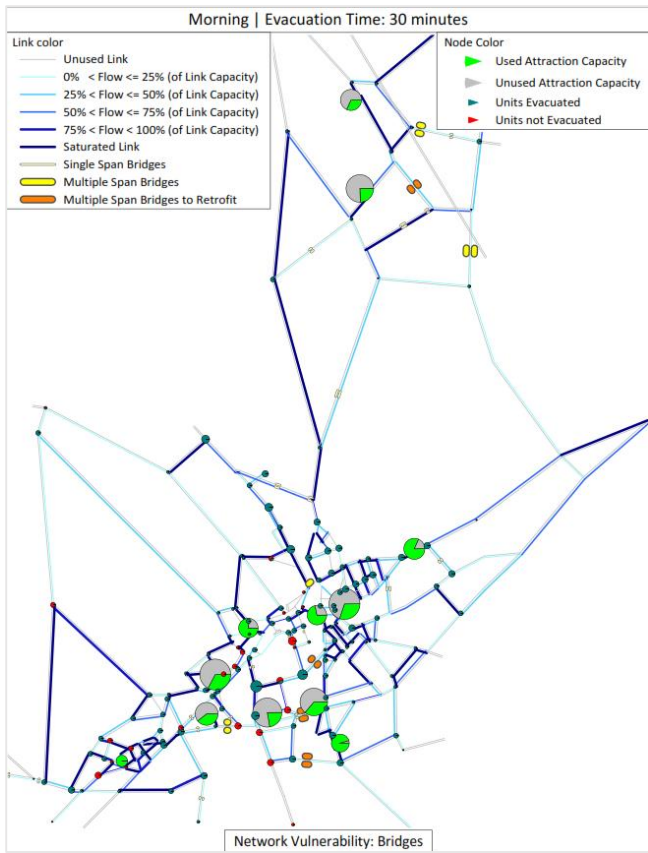 Morning | Evacuation Time: 30 minutes
Link color
Unused Link
0% < Flow <= 25% (of Link Capacity)
25% < Flow <= 50% (of Link Capacity)
50% < Flow <= 75% (of Link Capacity)
75% < Flow < 100% (of Link Capacity)
Saturated Link
Single Span Bridges
Multiple Span Bridges
Multiple Span Bridges to Retrofit
Node Color
Used Attraction Capacity
Unused Attraction Capacity
Units Evacuated
Units not Evacuated
Network Vulnerability: Bridges